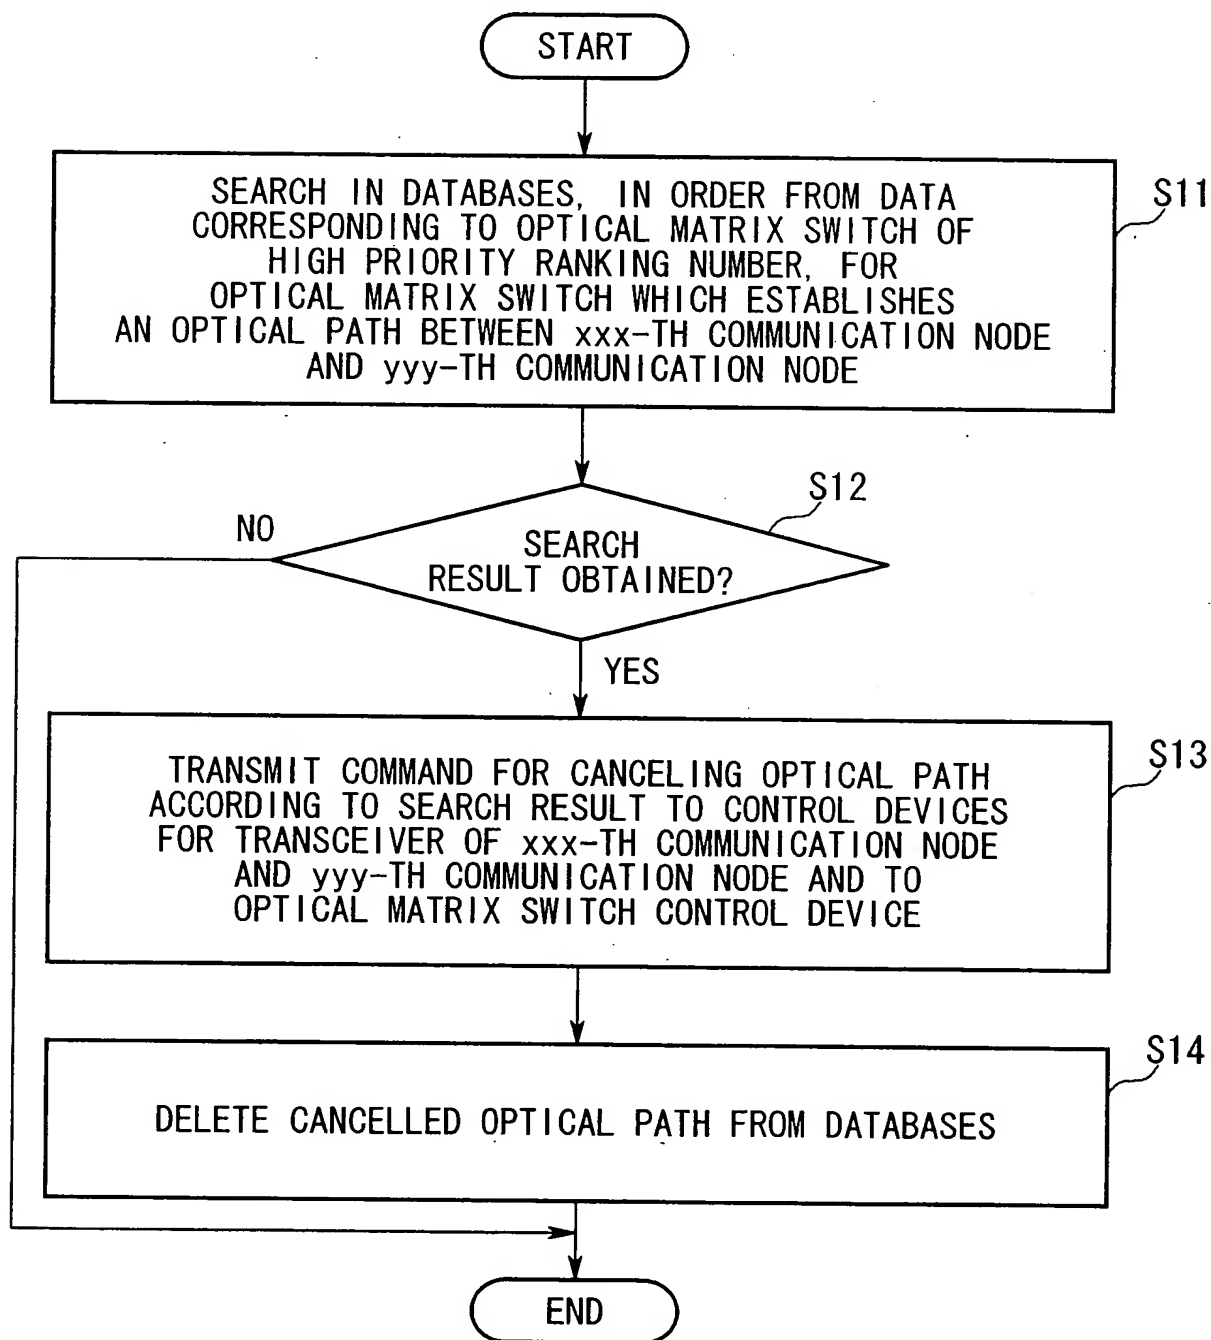 START
SEARCH IN DATABASES, IN ORDER FROM DATA
CORRESPONDING TO OPTICAL MATRIX SWITCH OF
HIGH PRIORITY RANKING NUMBER, FOR
OPTICAL MATRIX SWITCH WHICH ESTABLISHES
AN OPTICAL PATH BETWEEN xxx-TH COMMUNICATION NODE
AND yyy-TH COMMUNICATION NODE
S11
S12
NO
SEARCH
RESULT OBTAINED?
YES
TRANSMIT COMMAND FOR CANCELING OPTICAL PATH
ACCORDING TO SEARCH RESULT TO CONTROL DEVICES
FOR TRANSCEIVER OF xxx-TH COMMUNICATION NODE
AND yyy-TH COMMUNICATION NODE AND TO
OPTICAL MATRIX SWITCH CONTROL DEVICE
S13
S14
DELETE CANCELLED OPTICAL PATH FROM DATABASES
END